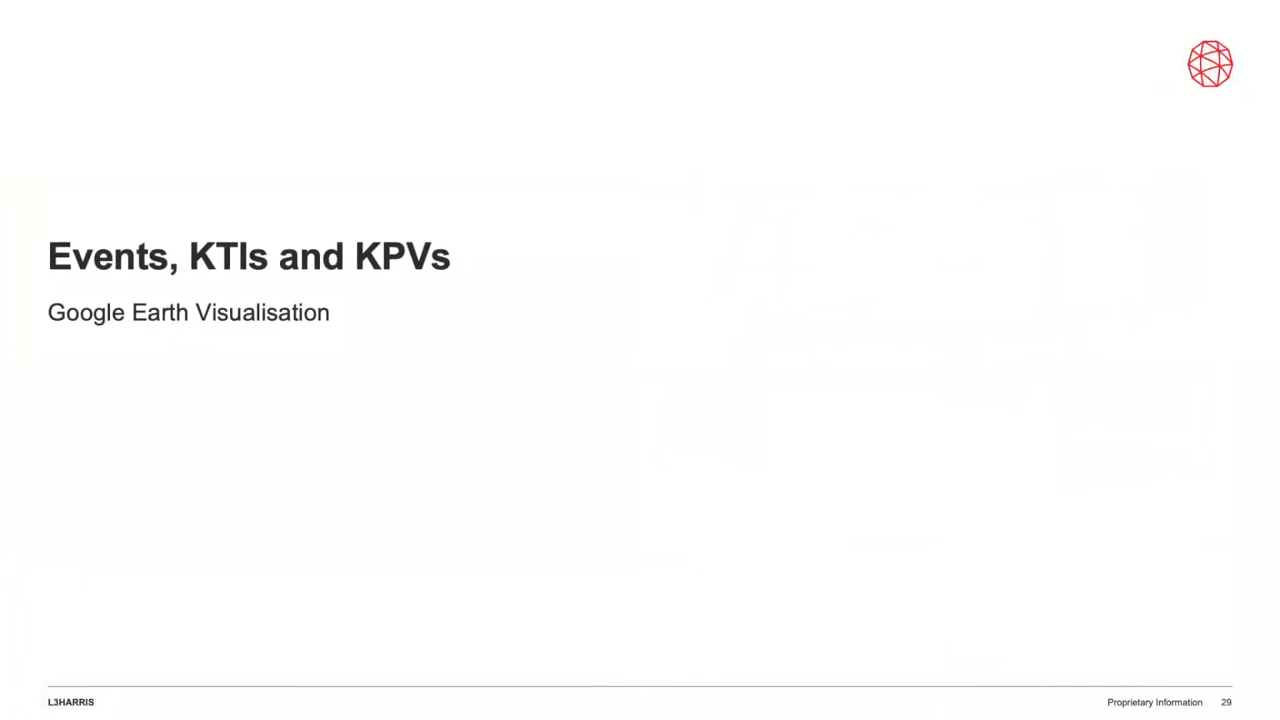 Events, KTIs and KPVs
Google Earth Visualisation
L3HARRIS
Proprietary Information 29